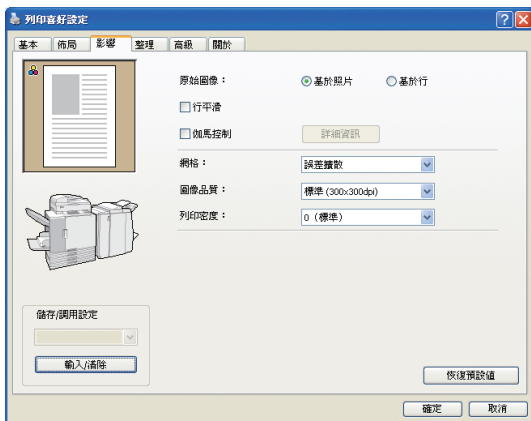 列印喜好設定
基本 佈局 影響 整理 高級 關於
原始圖像： 基於照片 基於行
行平滑
伽馬控制 詳細資訊
網格： 誤差擴散
圖像品質： 標準 (300x300dpi)
列印密度： 0（標準）
儲存/調用設定
輸入/清除
恢復預設值
確定 取消